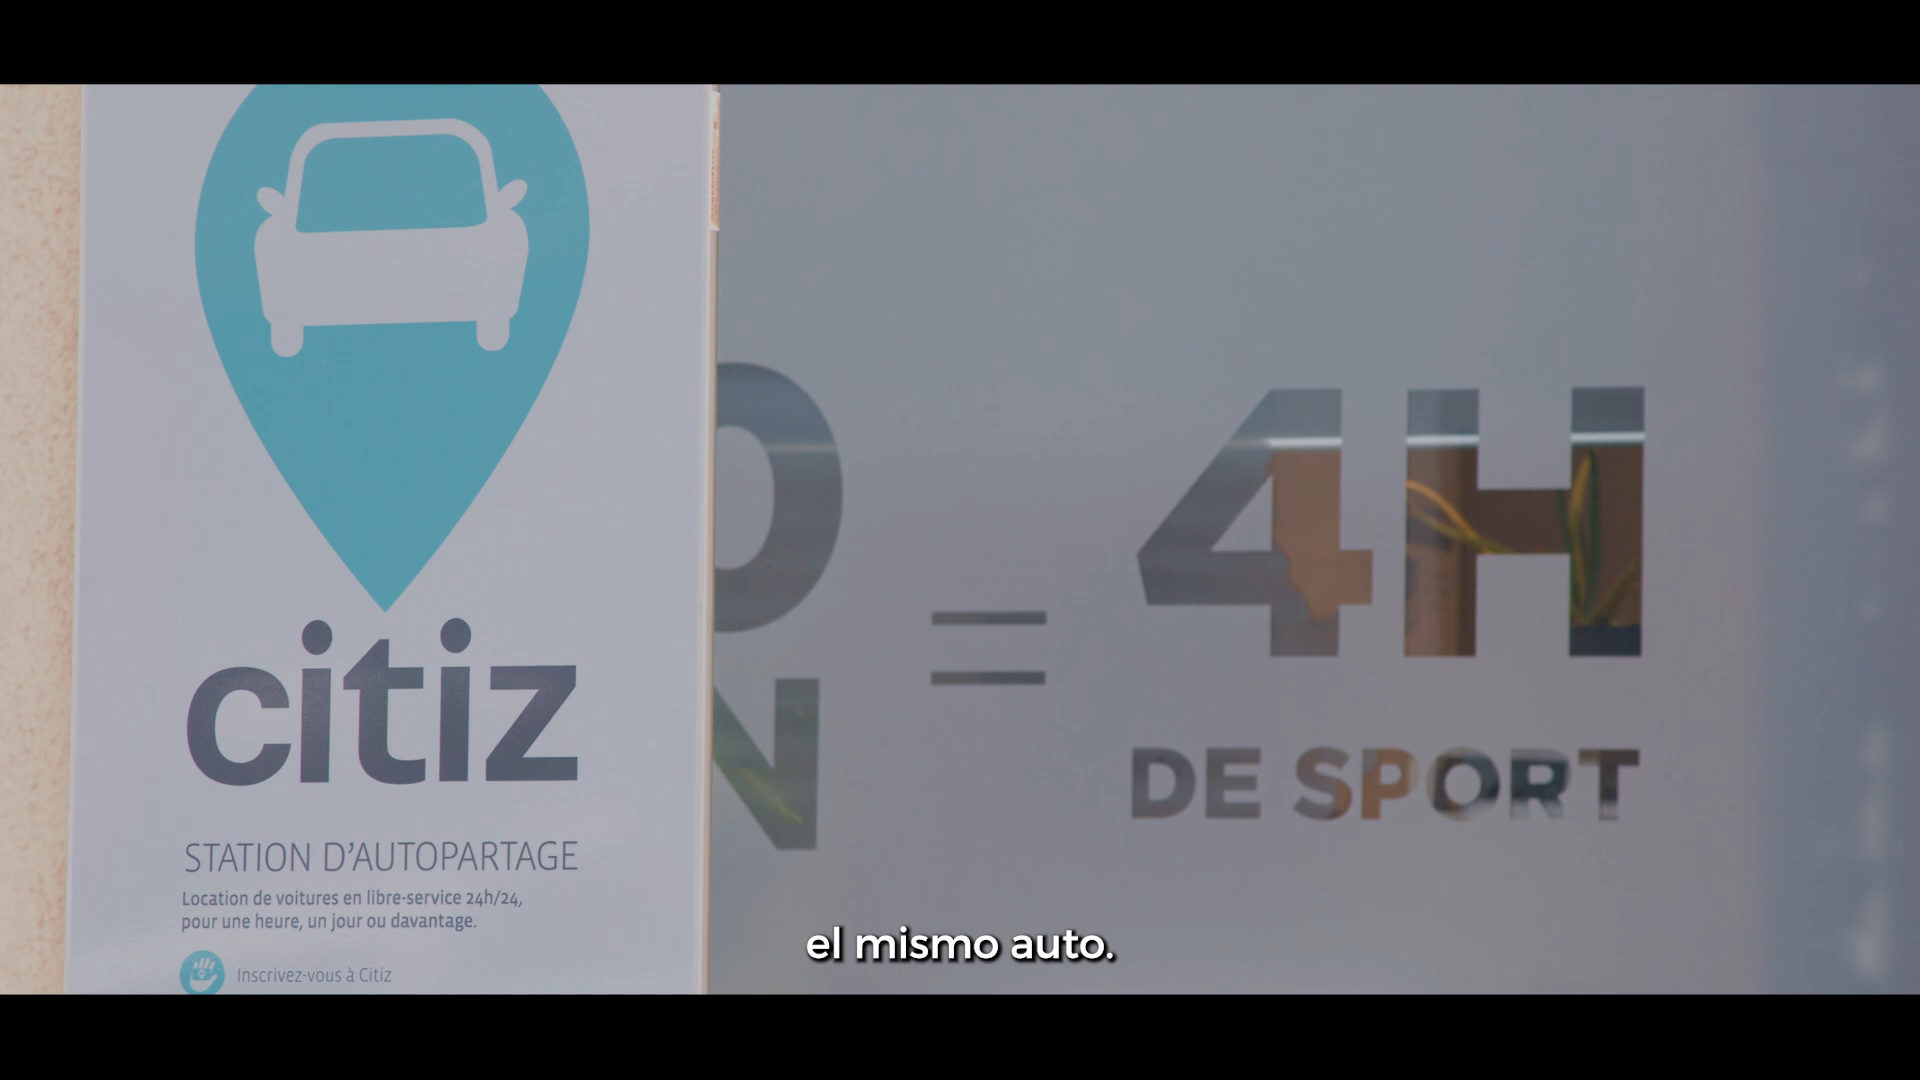 citiz
STATION D'AUTOPARTAGE
Location de voitures en libre-service 24h/24,
pour une heure, un jour ou davantage.
Inscrivez-vous à Citiz
= 4H
DE SPORT
el mismo auto.